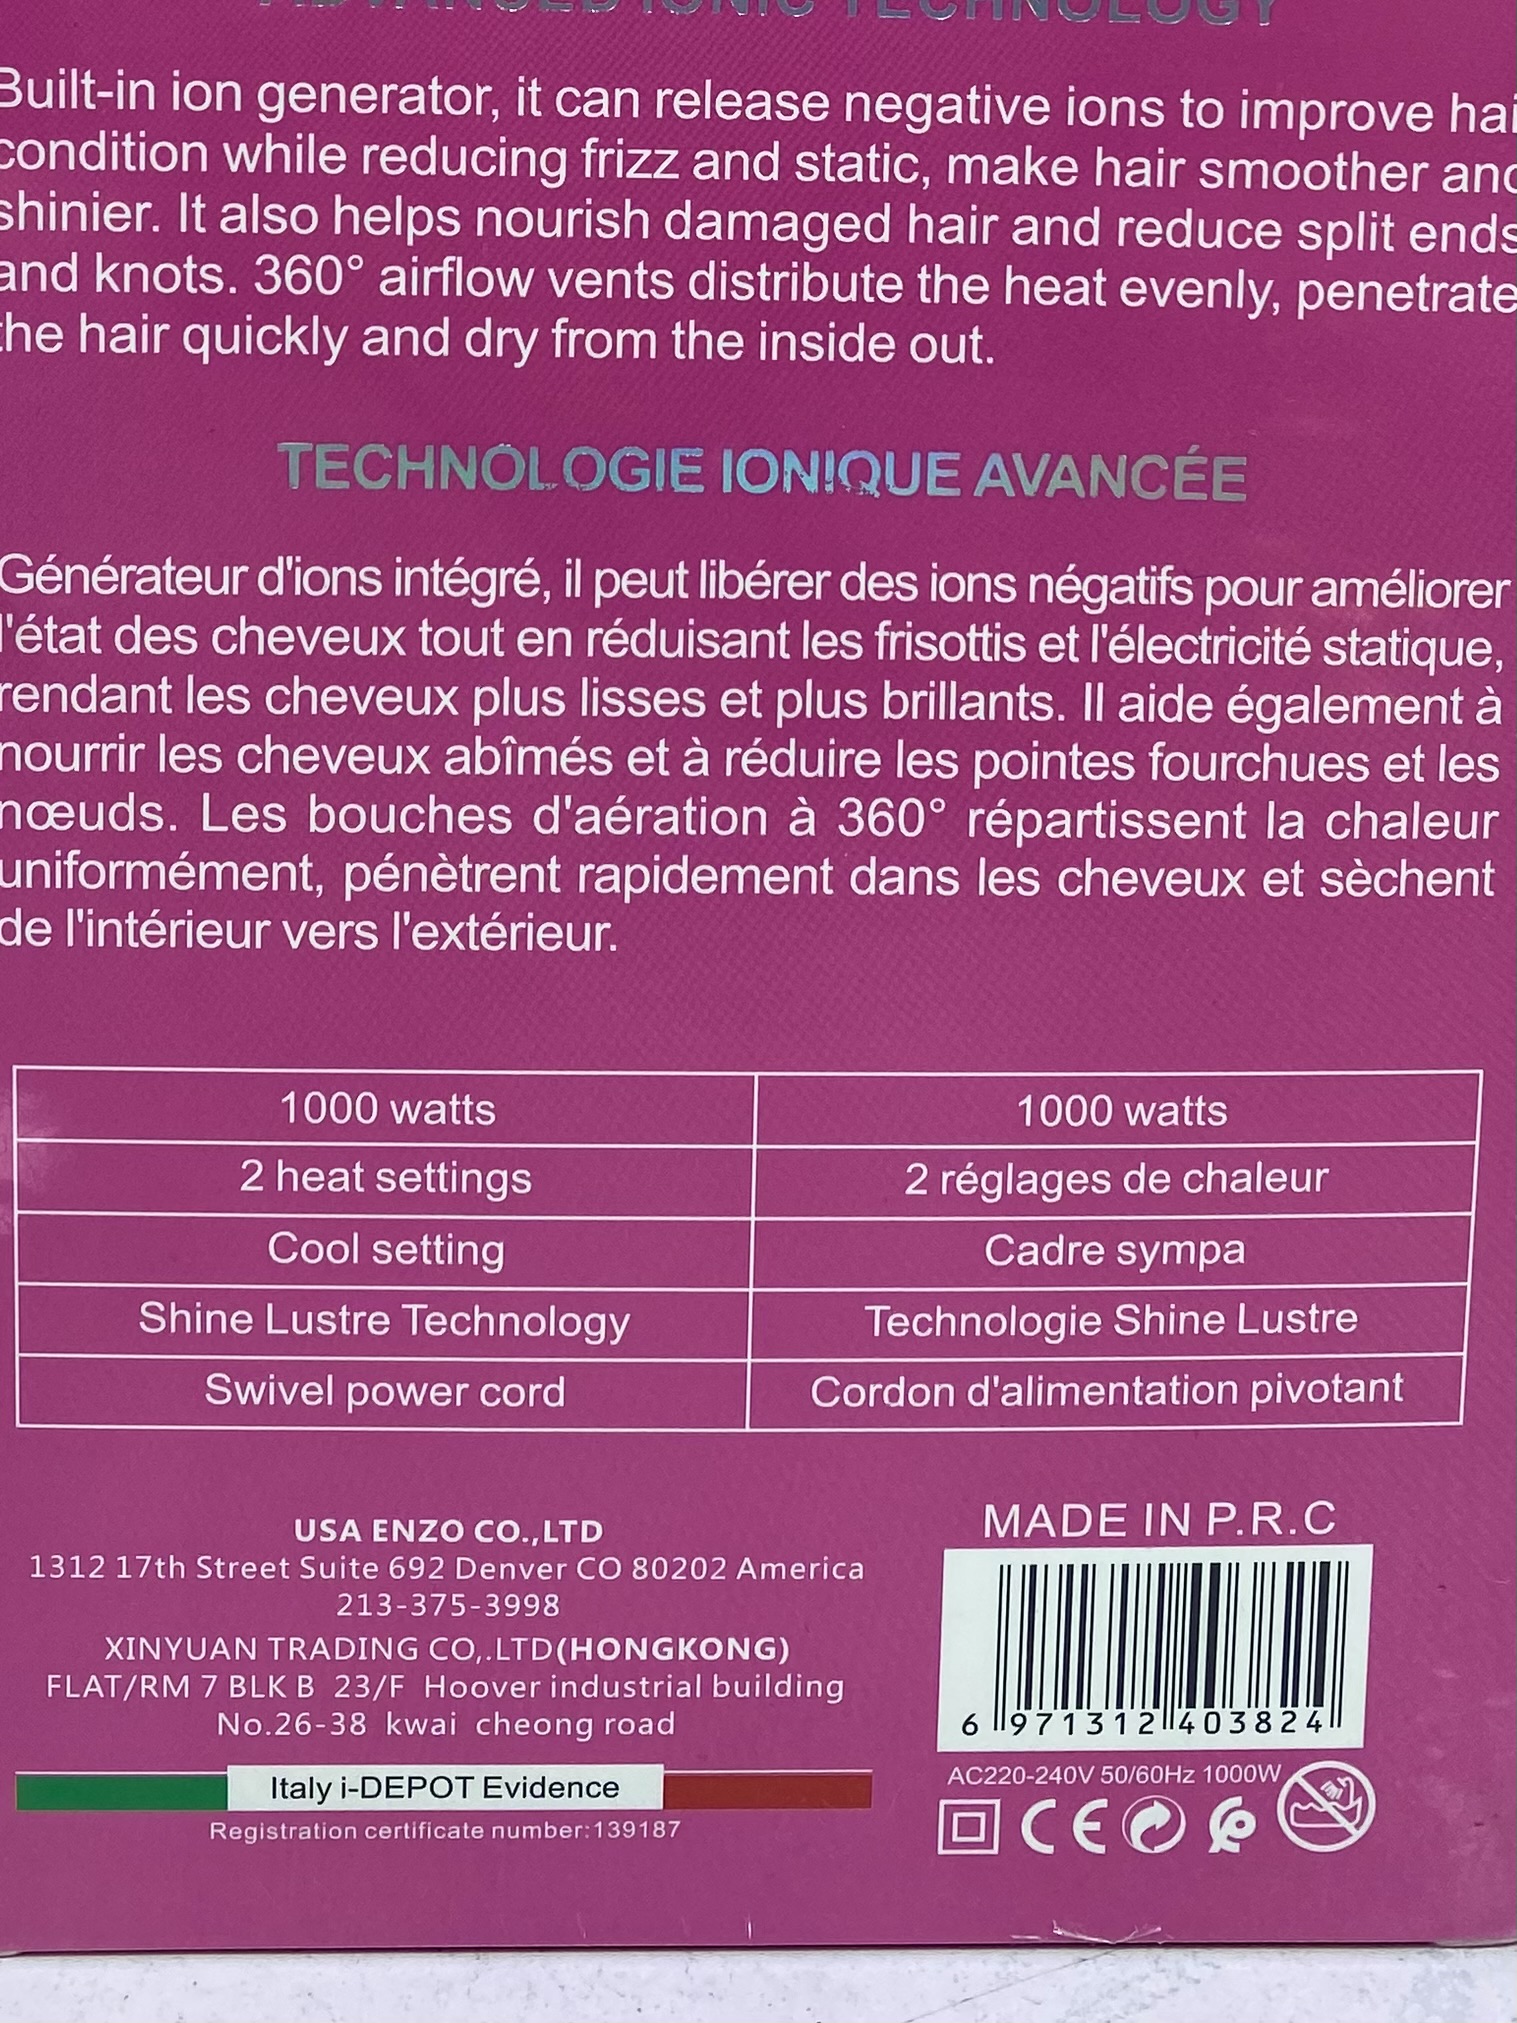 ADVANCED IONIC TECHNOLOGY
Built-in ion generator, it can release negative ions to improve hai
condition while reducing frizz and static, make hair smoother and
shinier. It also helps nourish damaged hair and reduce split ends
and knots. 360° airflow vents distribute the heat evenly, penetrate
the hair quickly and dry from the inside out.
TECHNOLOGIE IONIQUE AVANCÉE
Générateur d'ions intégré, il peut libérer des ions négatifs pour améliorer
l'état des cheveux tout en réduisant les frisottis et l'électricité statique,
rendant les cheveux plus lisses et plus brillants. Il aide également à
nourrir les cheveux abîmés et à réduire les pointes fourchues et les
nœuds. Les bouches d'aération à 360° répartissent la chaleur
uniformément, pénètrent rapidement dans les cheveux et sèchent
de l'intérieur vers l'extérieur.
1000 watts 1000 watts
2 heat settings 2 réglages de chaleur
Cool setting Cadre sympa
Shine Lustre Technology Technologie Shine Lustre
Swivel power cord Cordon d'alimentation pivotant
USA ENZO CO.,LTD
1312 17th Street Suite 692 Denver CO 80202 America
213-375-3998
XINYUAN TRADING CO,.LTD(HONGKONG)
FLAT/RM 7 BLK B 23/F Hoover industrial building
No.26-38 kwai cheong road
Italy i-DEPOT Evidence
Registration certificate number:139187
MADE IN P.R.C
6 971312 403824
AC220-240V 50/60Hz 1000W
CE